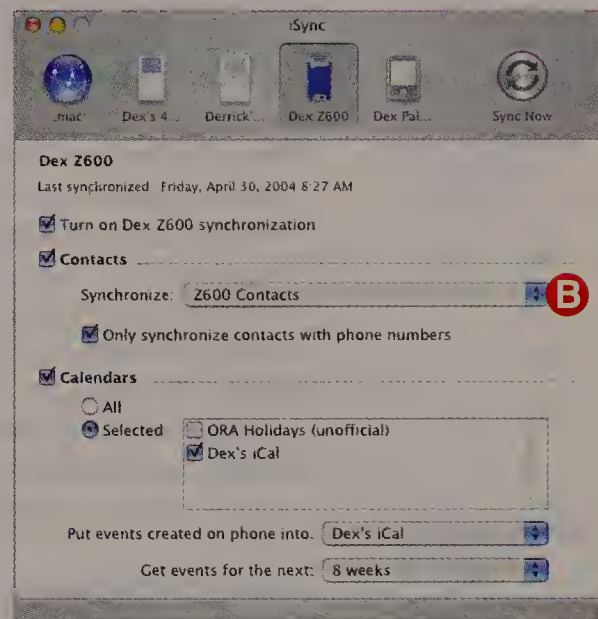 iSync
.mac
Dex's 4...
Derrick'...
Dex Z600
Dex Pal...
Sync Now
Dex Z600
Last synchronized Friday, April 30, 2004 8:27 AM
Turn on Dex Z600 synchronization
Contacts
Synchronize: Z600 Contacts
B
Only synchronize contacts with phone numbers
Calendars
All
Selected
ORA Holidays (unofficial)
Dex's iCal
Put events created on phone into: Dex's iCal
Get events for the next: 8 weeks